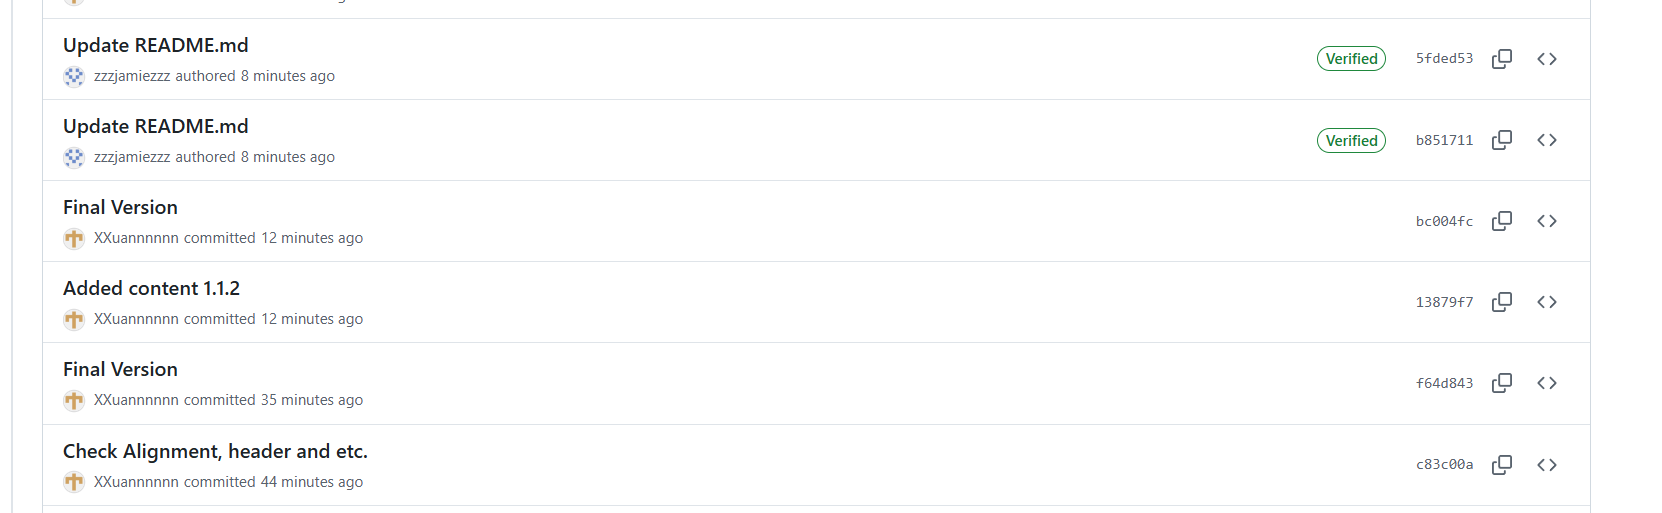 Update README.md
zzzjamiezzz authored 8 minutes ago
Verified
5fded53
Update README.md
zzzjamiezzz authored 8 minutes ago
Verified
b851711
Final Version
XXuannnnnn committed 12 minutes ago
bc004fc
Added content 1.1.2
XXuannnnnn committed 12 minutes ago
13879f7
Final Version
XXuannnnnn committed 35 minutes ago
f64d843
Check Alignment, header and etc.
XXuannnnnn committed 44 minutes ago
c83c00a